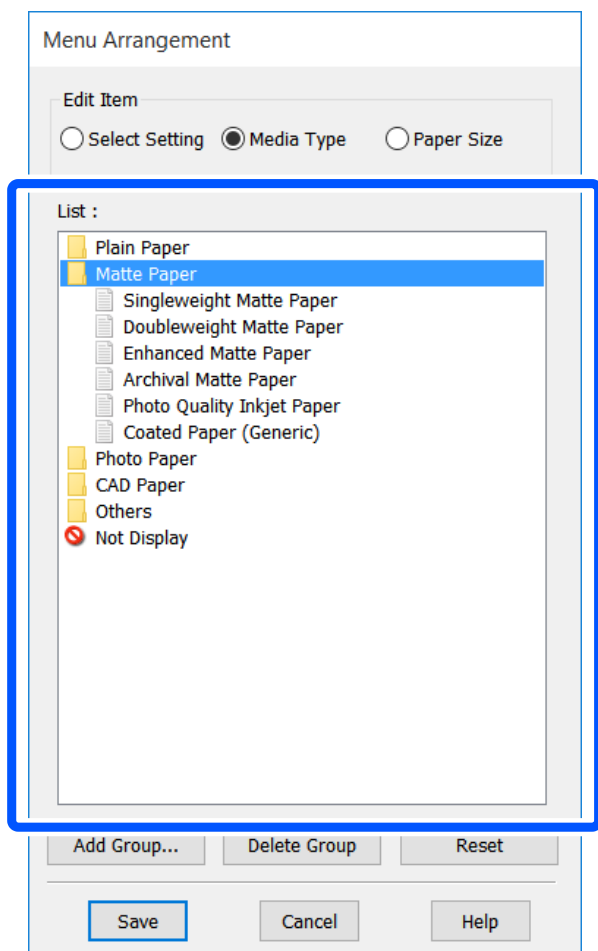 Menu Arrangement
Edit Item
Select Setting Media Type Paper Size
List :
Plain Paper
Matte Paper
Singleweight Matte Paper
Doubleweight Matte Paper
Enhanced Matte Paper
Archival Matte Paper
Photo Quality Inkjet Paper
Coated Paper (Generic)
Photo Paper
CAD Paper
Others
Not Display
Add Group... Delete Group Reset
Save Cancel Help